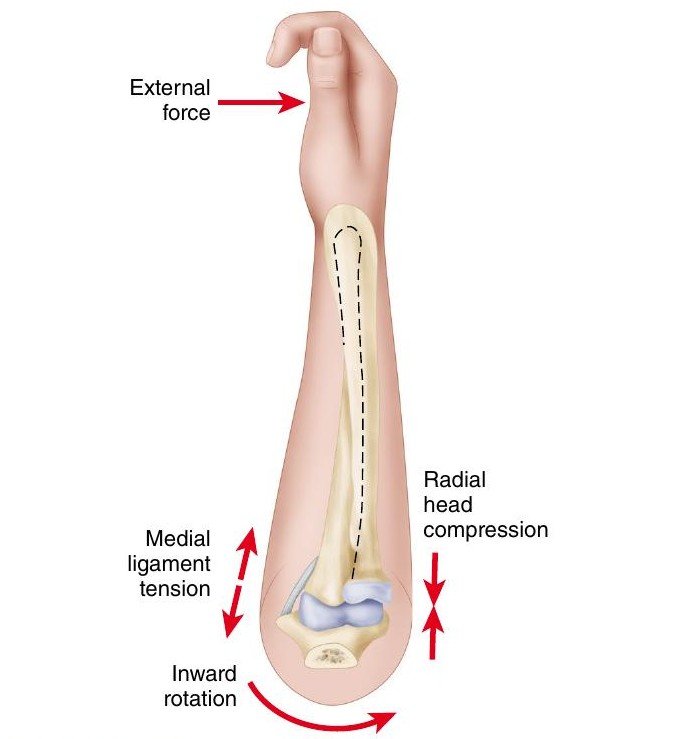 External
force
Radial
head
compression
Medial
ligament
tension
Inward
rotation